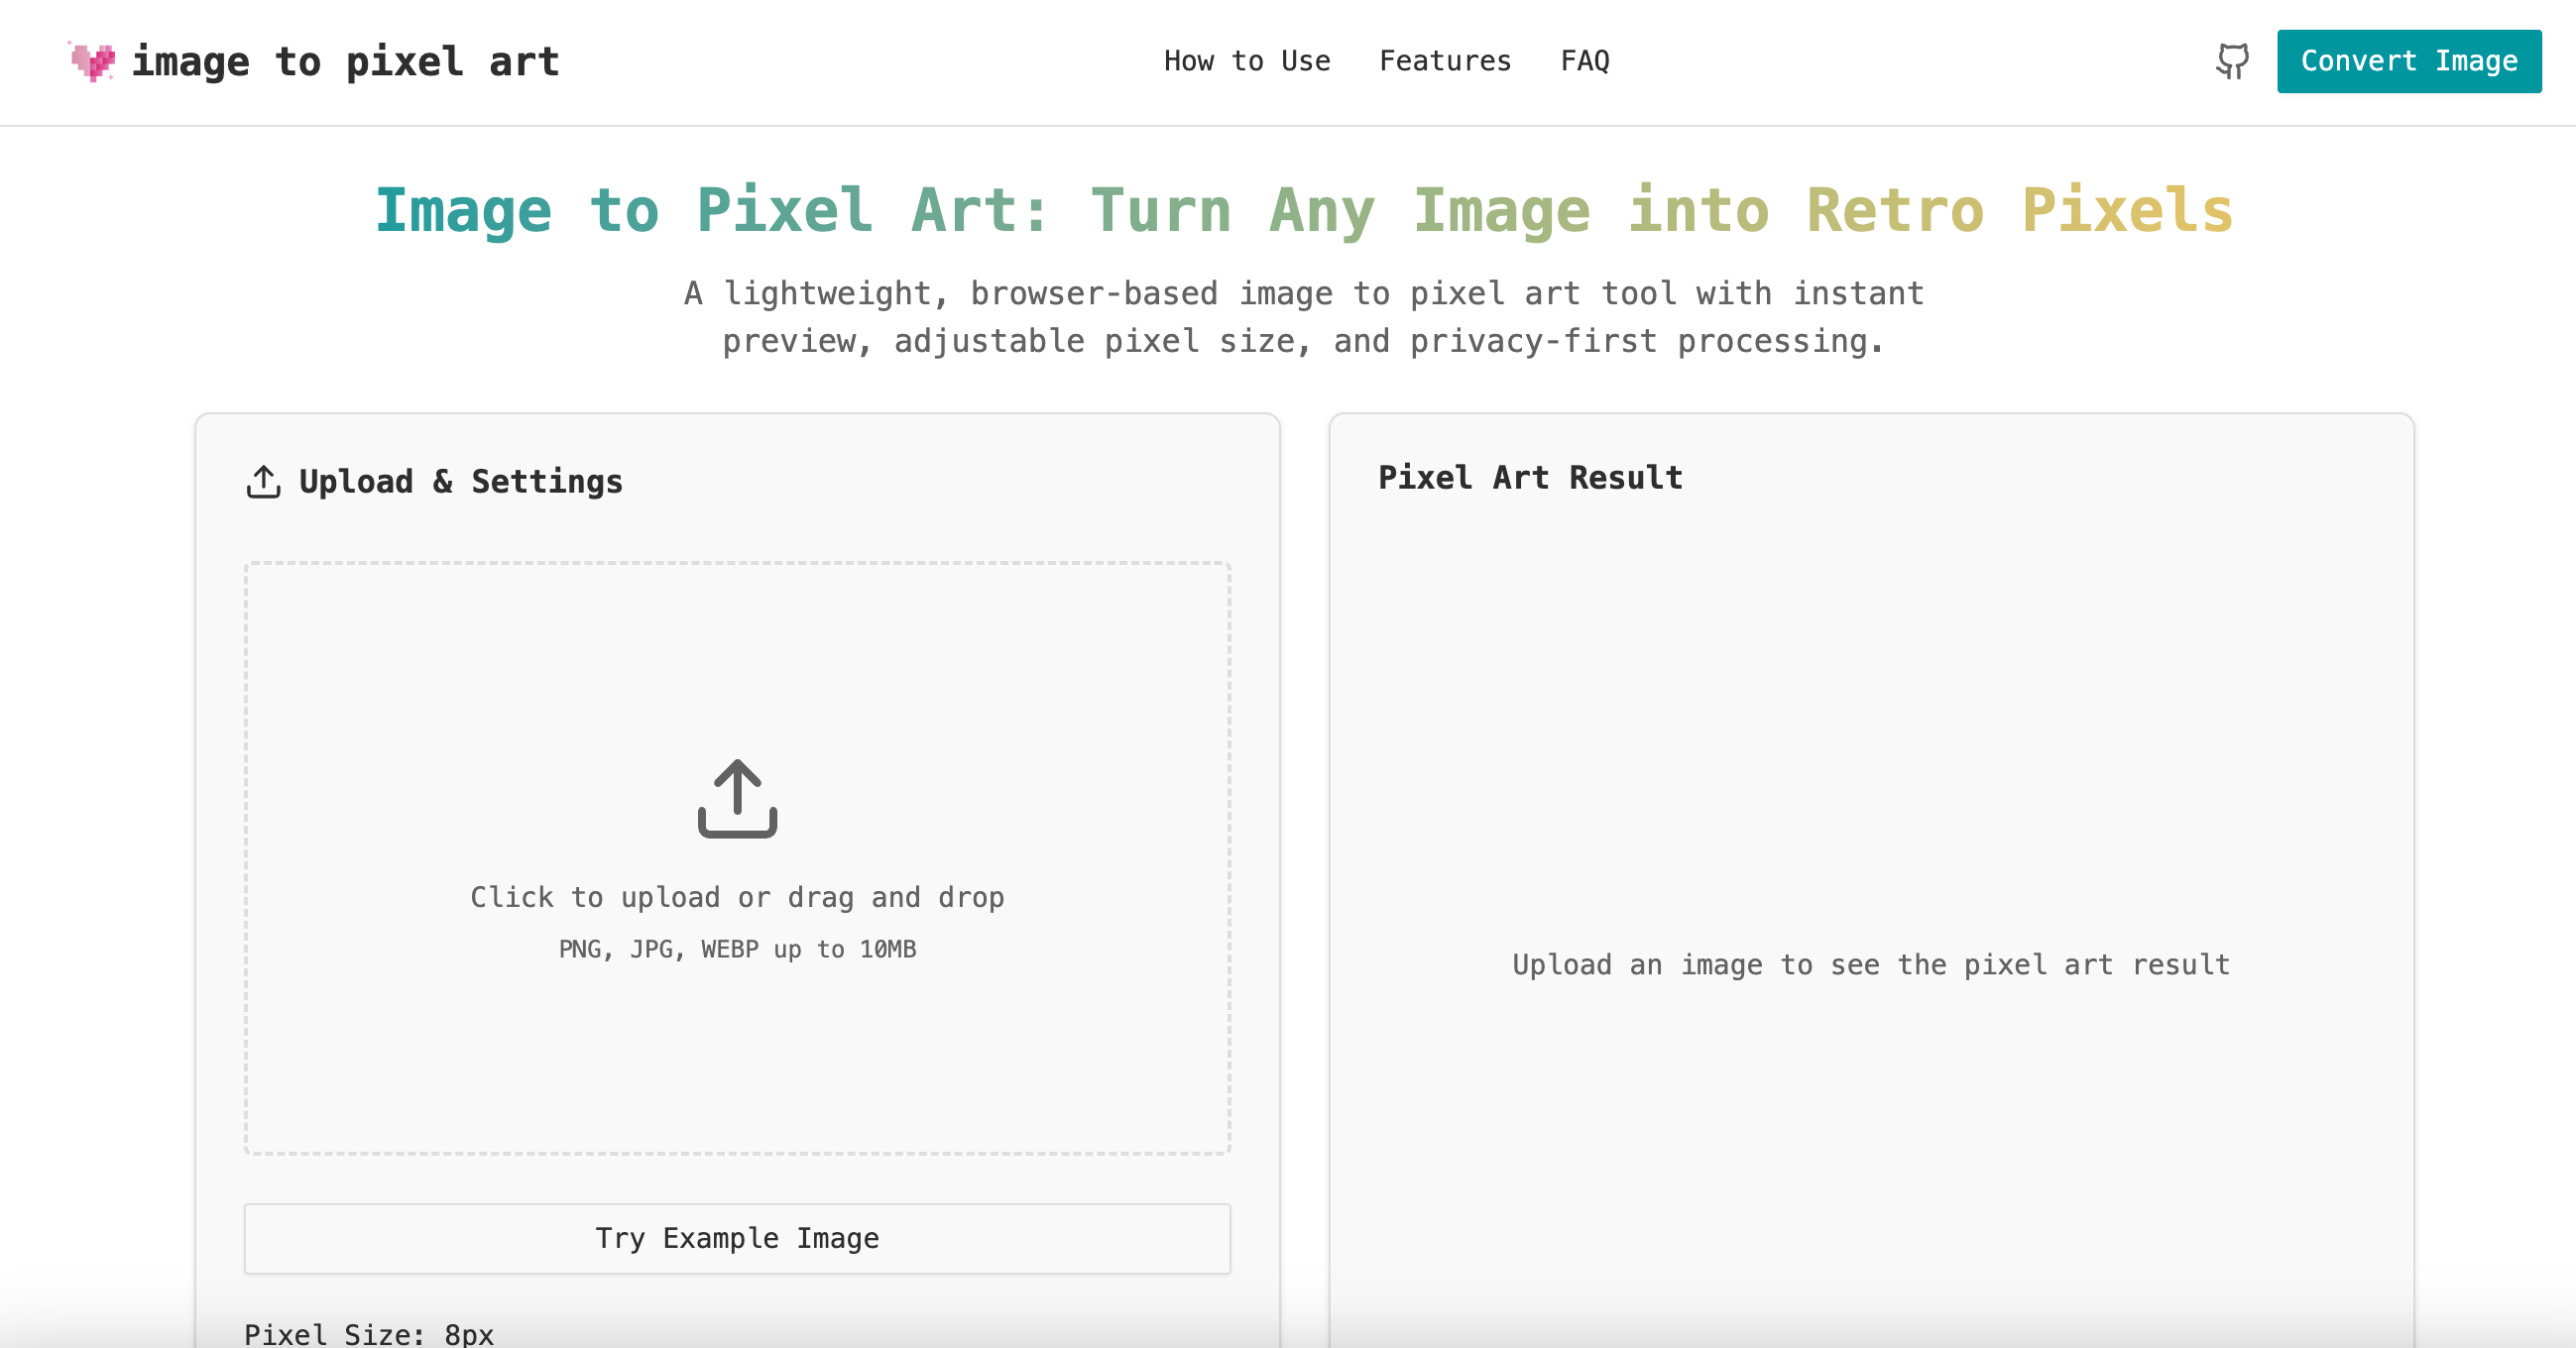 image to pixel art
How to Use
Features
FAQ
Convert Image
Image to Pixel Art: Turn Any Image into Retro Pixels
A lightweight, browser-based image to pixel art tool with instant
preview, adjustable pixel size, and privacy-first processing.
Upload & Settings
Click to upload or drag and drop
PNG, JPG, WEBP up to 10MB
Try Example Image
Pixel Size: 8px
Pixel Art Result
Upload an image to see the pixel art result